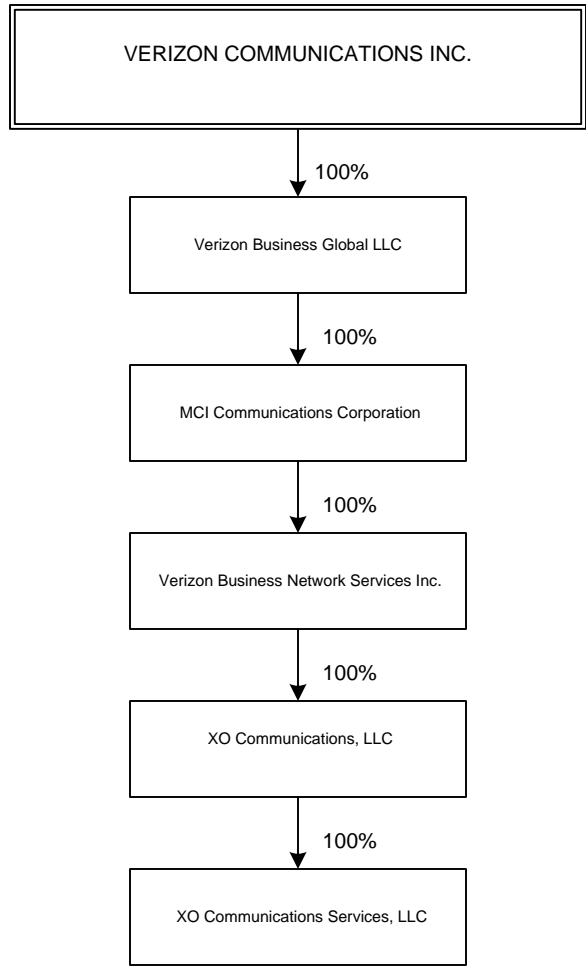 VERIZON COMMUNICATIONS INC.
100%
Verizon Business Global LLC
100%
MCI Communications Corporation
100%
Verizon Business Network Services Inc.
100%
XO Communications, LLC
100%
XO Communications Services, LLC